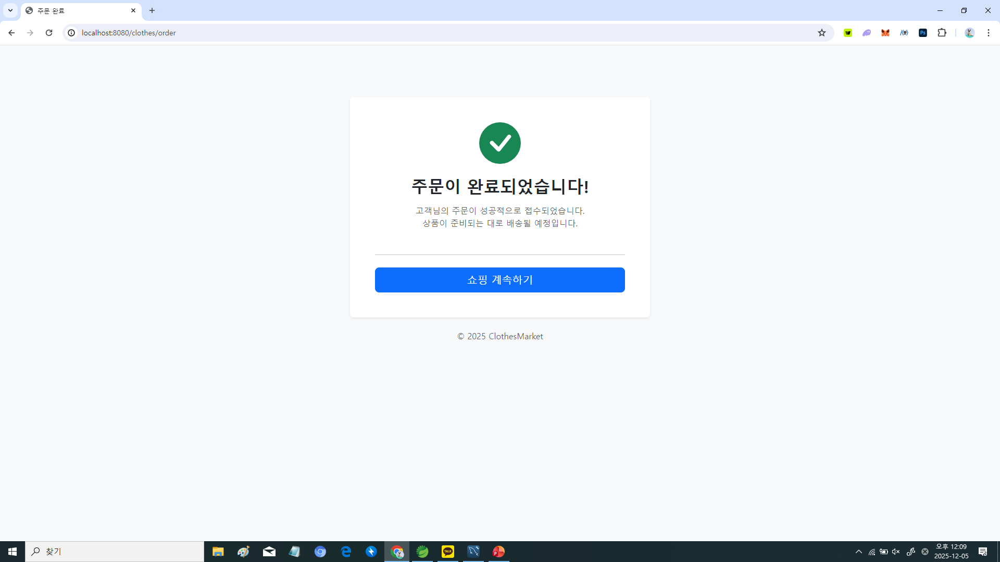 주문 완료
localhost:8080/clothes/order
Ps
주문이 완료되었습니다!
고객님의 주문이 성공적으로 접수되었습니다.
상품이 준비되는 대로 배송될 예정입니다.
쇼핑 계속하기
© 2025 ClothesMarket
찾기
TALK
P
오후 12:09
2025-12-05